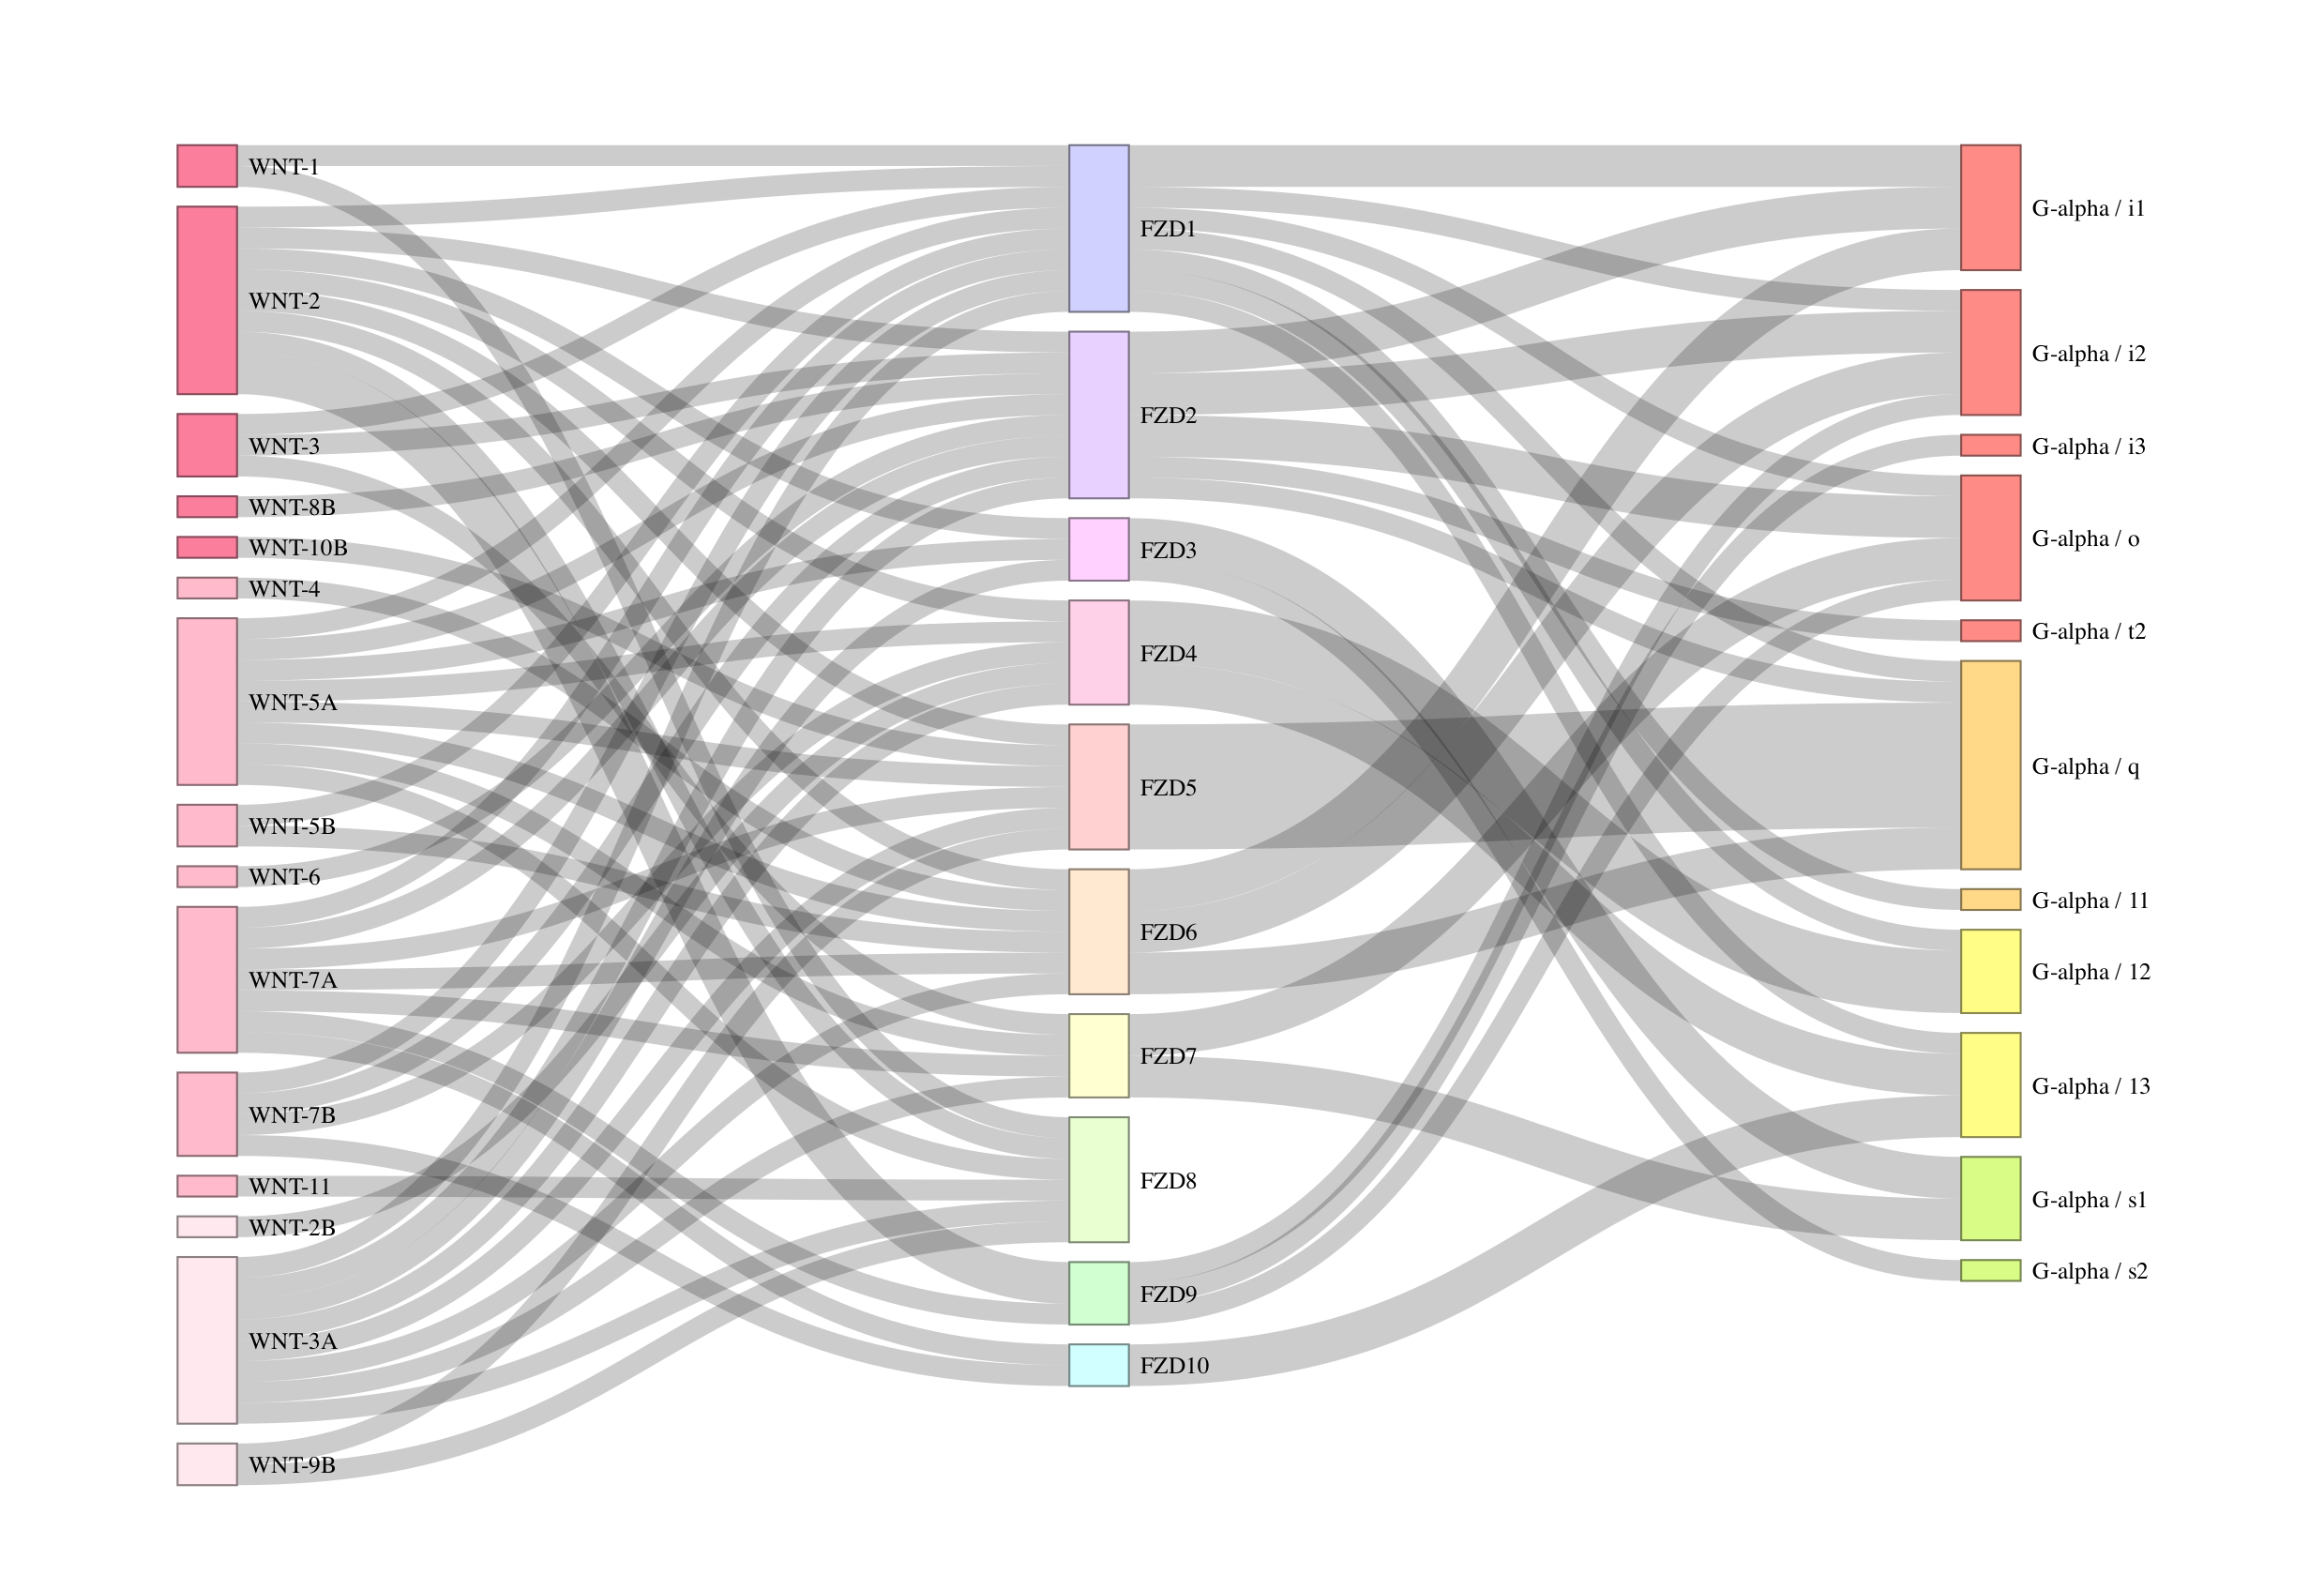 WNT-1
WNT-2
WNT-3
WNT-8B
WNT-10B
WNT-4
WNT-5A
WNT-5B
WNT-6
WNT-7A
WNT-7B
WNT-11
WNT-2B
WNT-3A
WNT-9B
FZD1
FZD2
FZD3
FZD4
FZD5
FZD6
FZD7
FZD8
FZD9
FZD10
G-alpha / i1
G-alpha / i2
G-alpha / i3
G-alpha / o
G-alpha / t2
G-alpha / q
G-alpha / 11
G-alpha / 12
G-alpha / 13
G-alpha / s1
G-alpha / s2